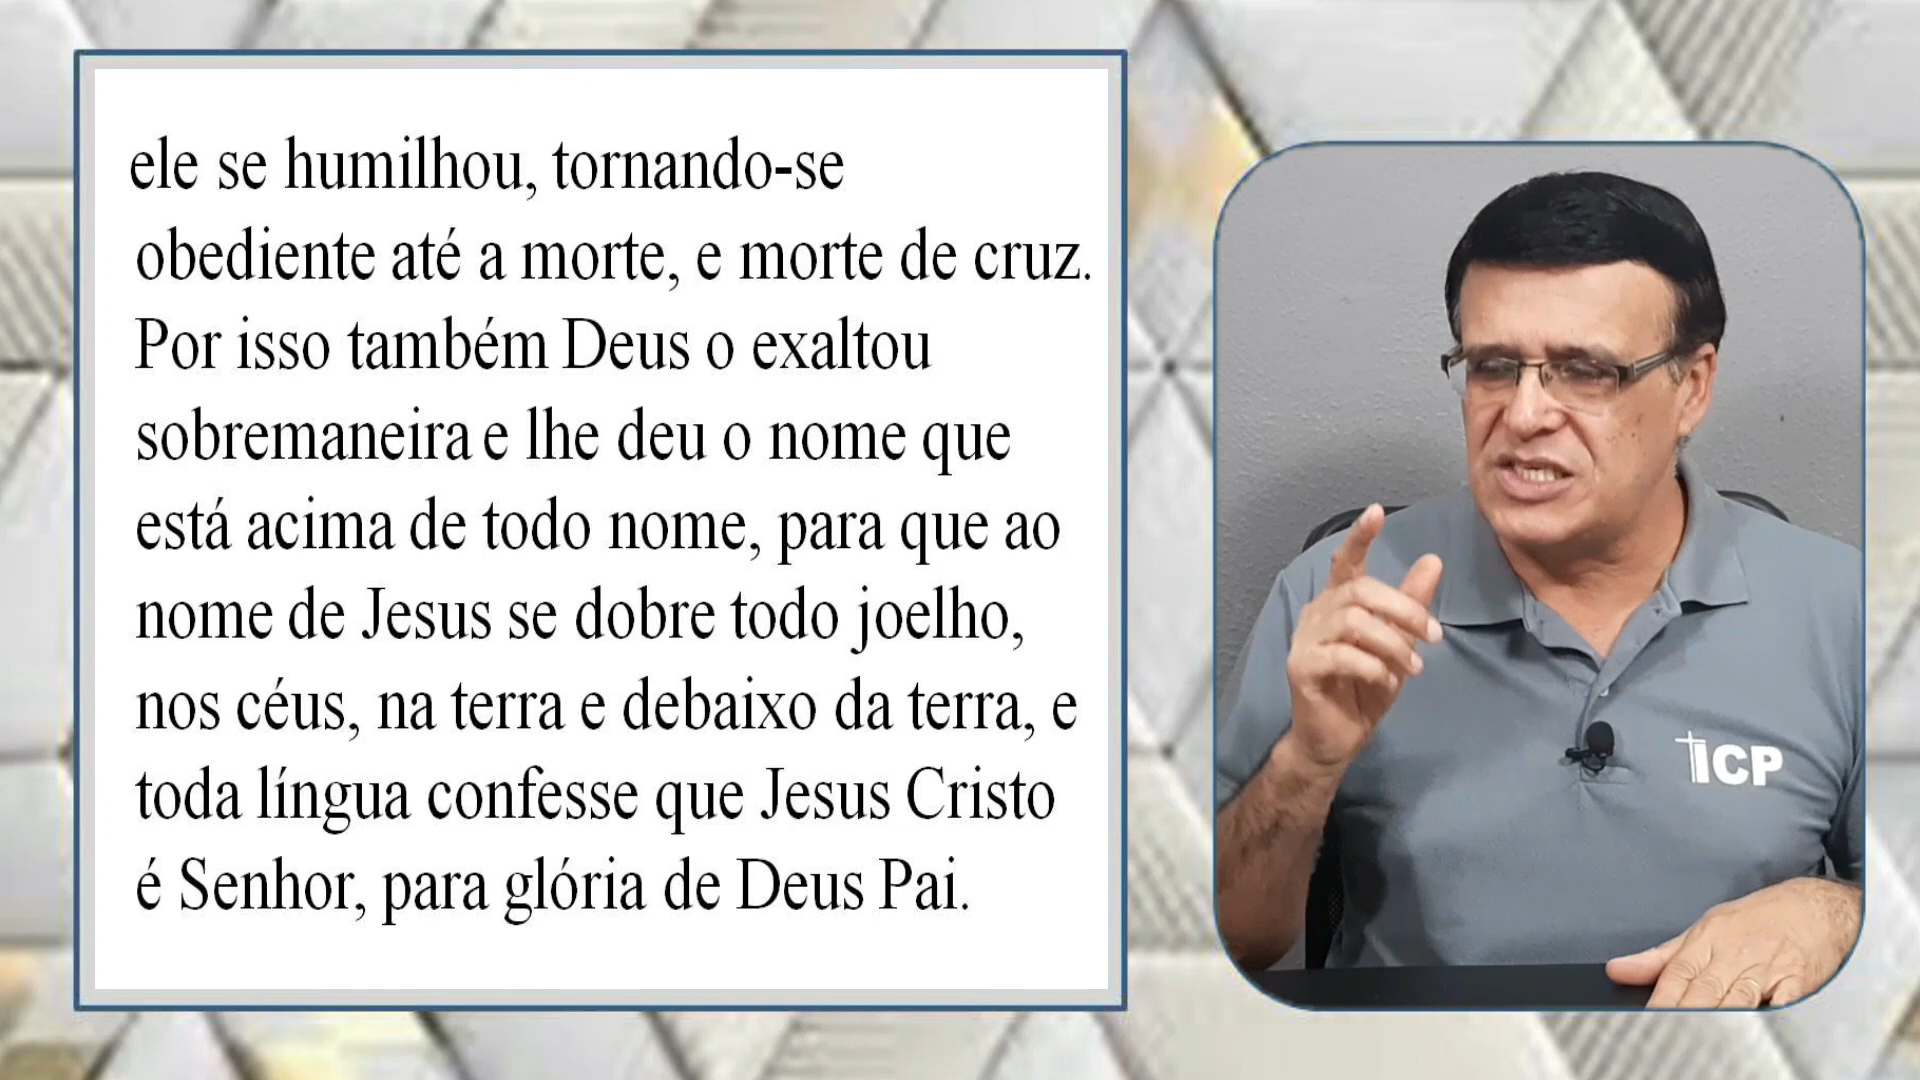 ele se humilhou, tornando-se
obediente até a morte, e morte de cruz.
Por isso também Deus o exaltou
sobremaneira e lhe deu o nome que
está acima de todo nome, para que ao
nome de Jesus se dobre todo joelho,
nos céus, na terra e debaixo da terra, e
toda língua confesse que Jesus Cristo
é Senhor, para glória de Deus Pai.
ICP